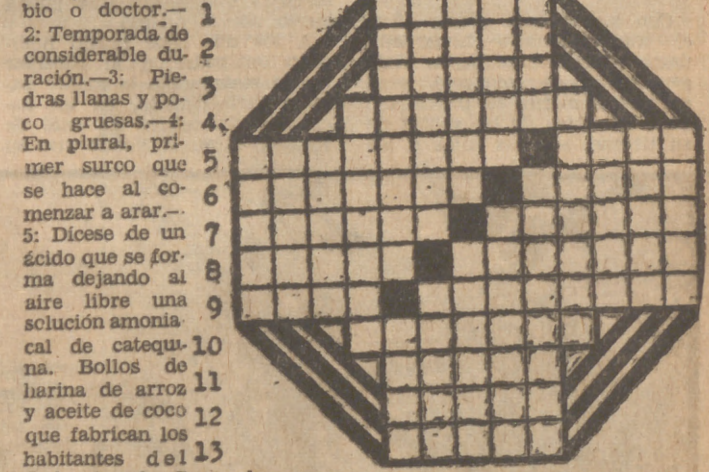 bio o doctor.—
2: Temporada de
considerable du-
ración.—3: Pie-
dras llanas y po-
co gruesas.—4:
En plural, pri-
mer surco que
se hace al co-
menzar a arar.—
5: Dícese de un
ácido que se for-
ma dejando al
aire libre una
solución amonia-
cal de catequi-
na. Bollos de
harina de arroz
y aceite de coco
que fabrican los
habitantes del
1
2
3
4
5
6
7
8
9
10
11
12
13